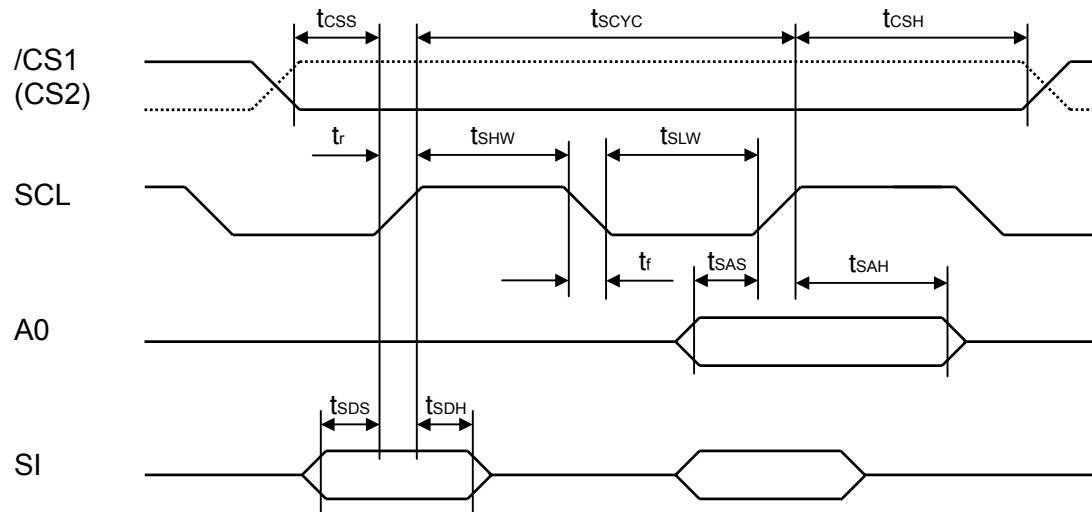 tCSS tSCYC tCSH
/CS1
(CS2)
tr tSHW tSLW
SCL
tf tSAS tSAH
A0
tSDS tSDH
SI